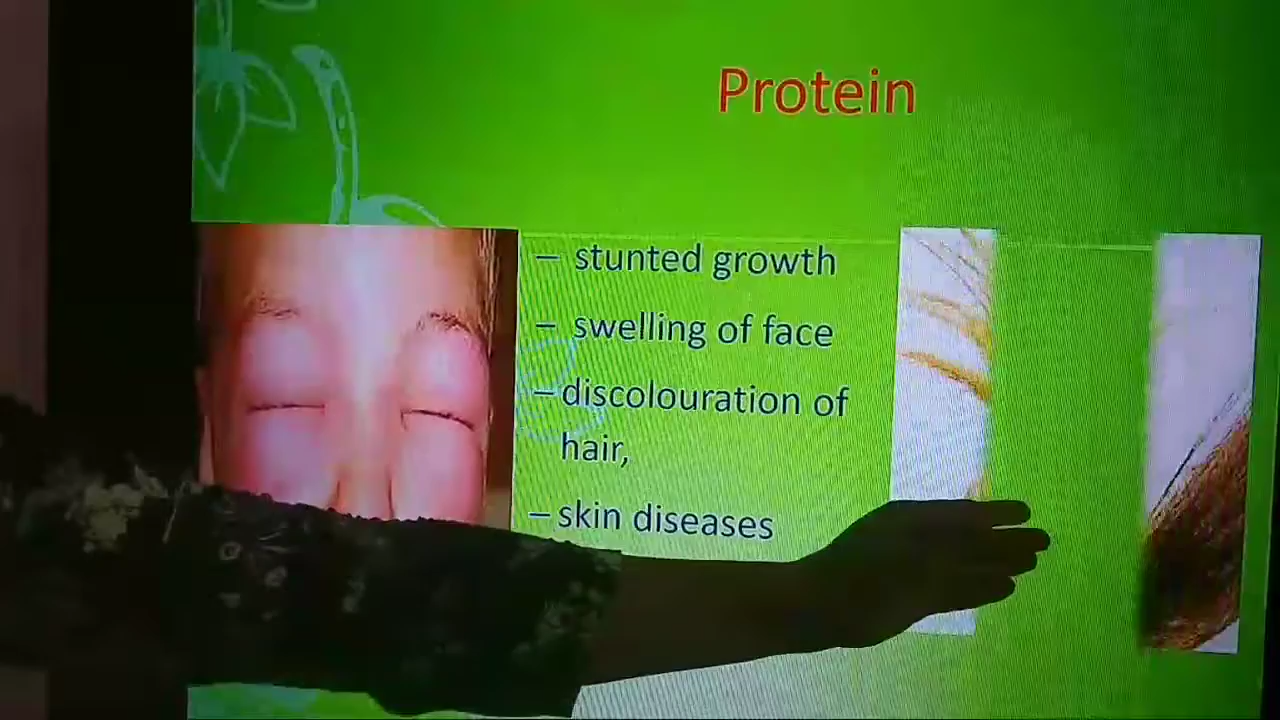 Protein
– stunted growth
– swelling of face
– discolouration of
hair,
– skin diseases